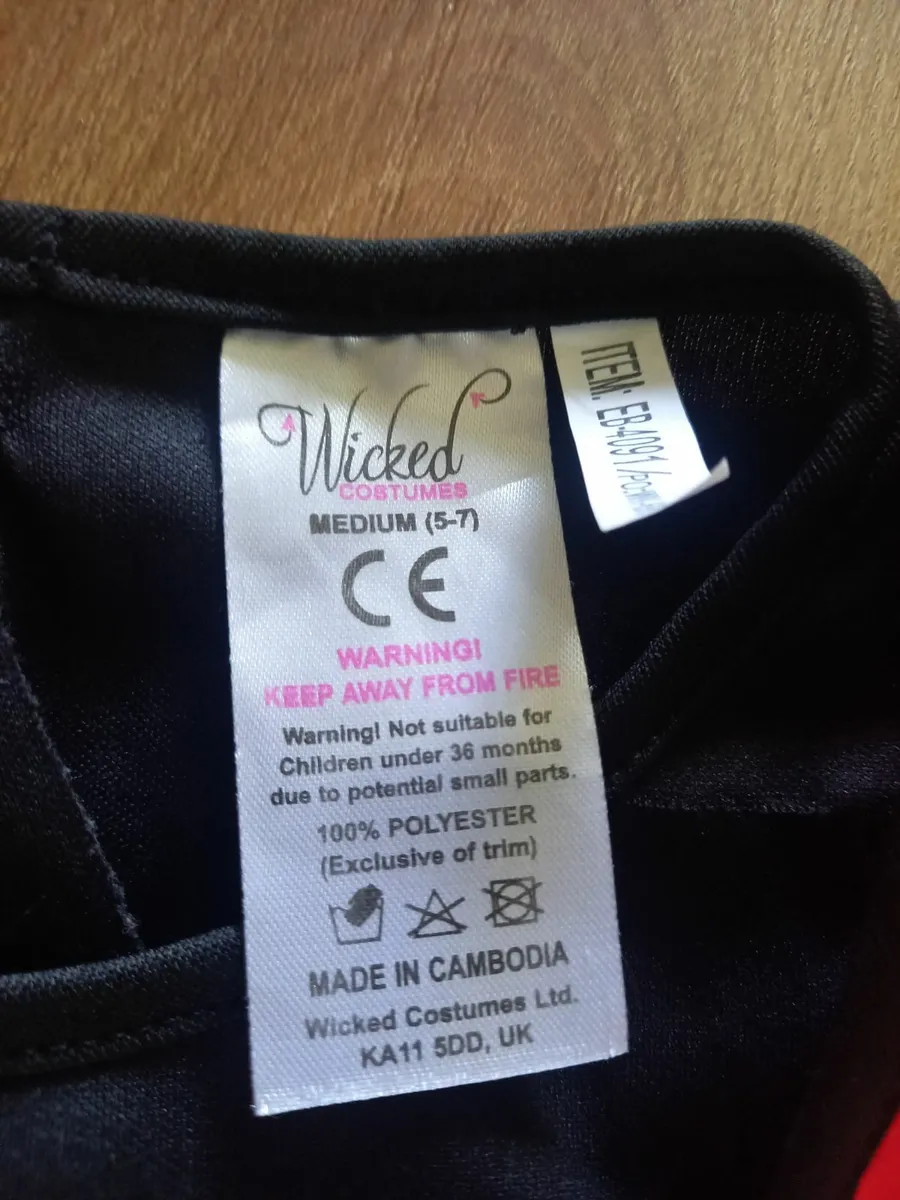 Wicked
COSTUMES
MEDIUM (5-7)
CE
WARNING!
KEEP AWAY FROM FIRE
Warning! Not suitable for
Children under 36 months
due to potential small parts.
100% POLYESTER
(Exclusive of trim)
MADE IN CAMBODIA
Wicked Costumes Ltd.
KA11 5DD, UK
ITEM: EB-4091/